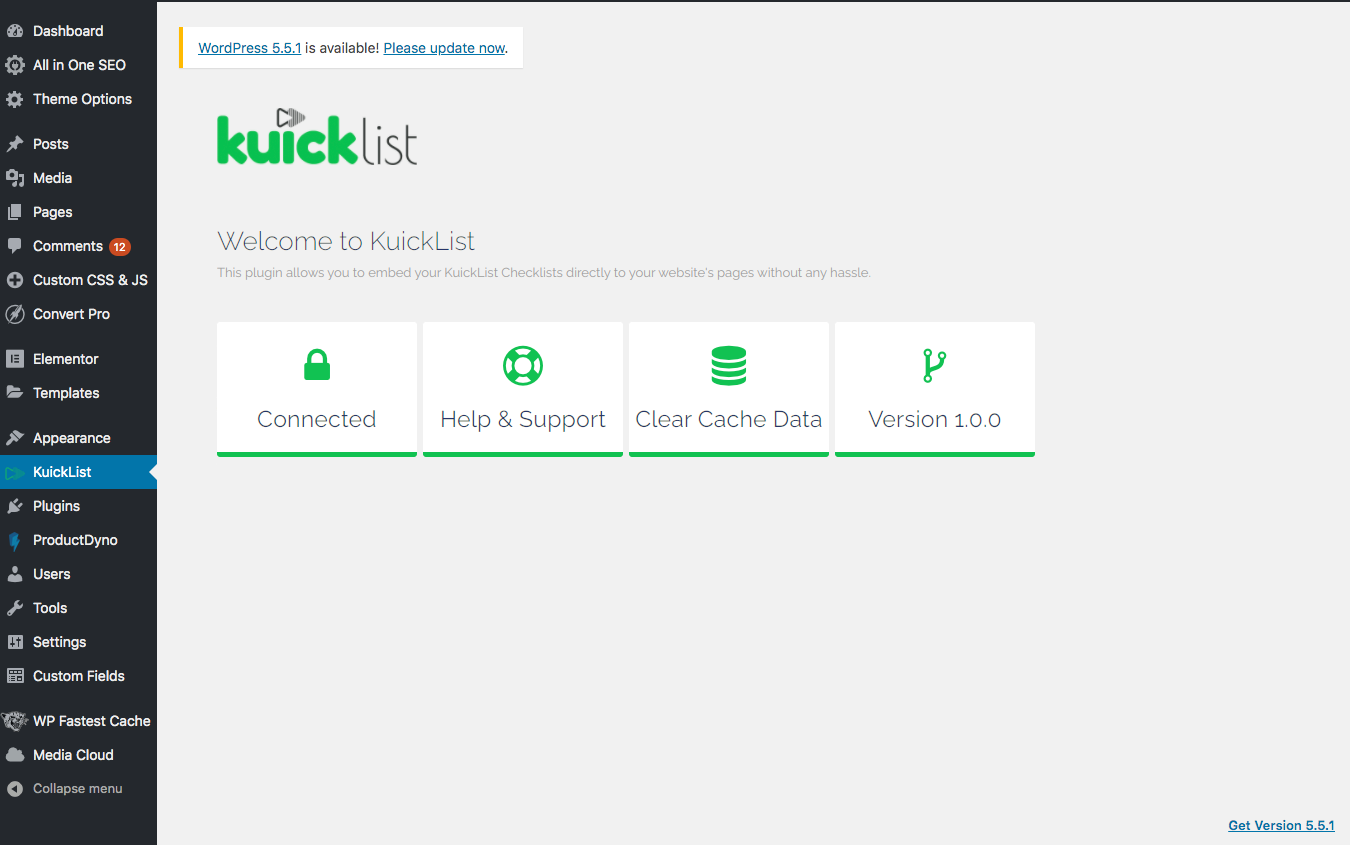 Dashboard
All in One SEO
Theme Options
Posts
Media
Pages
Comments 12
Custom CSS & JS
Convert Pro
Elementor
Templates
Appearance
KuickList
Plugins
ProductDyno
Users
Tools
Settings
Custom Fields
WP Fastest Cache
Media Cloud
Collapse menu
WordPress 5.5.1 is available! Please update now.
kuicklist
Welcome to KuickList
This plugin allows you to embed your KuickList Checklists directly to your website's pages without any hassle.
Connected
Help & Support
Clear Cache Data
Version 1.0.0
Get Version 5.5.1